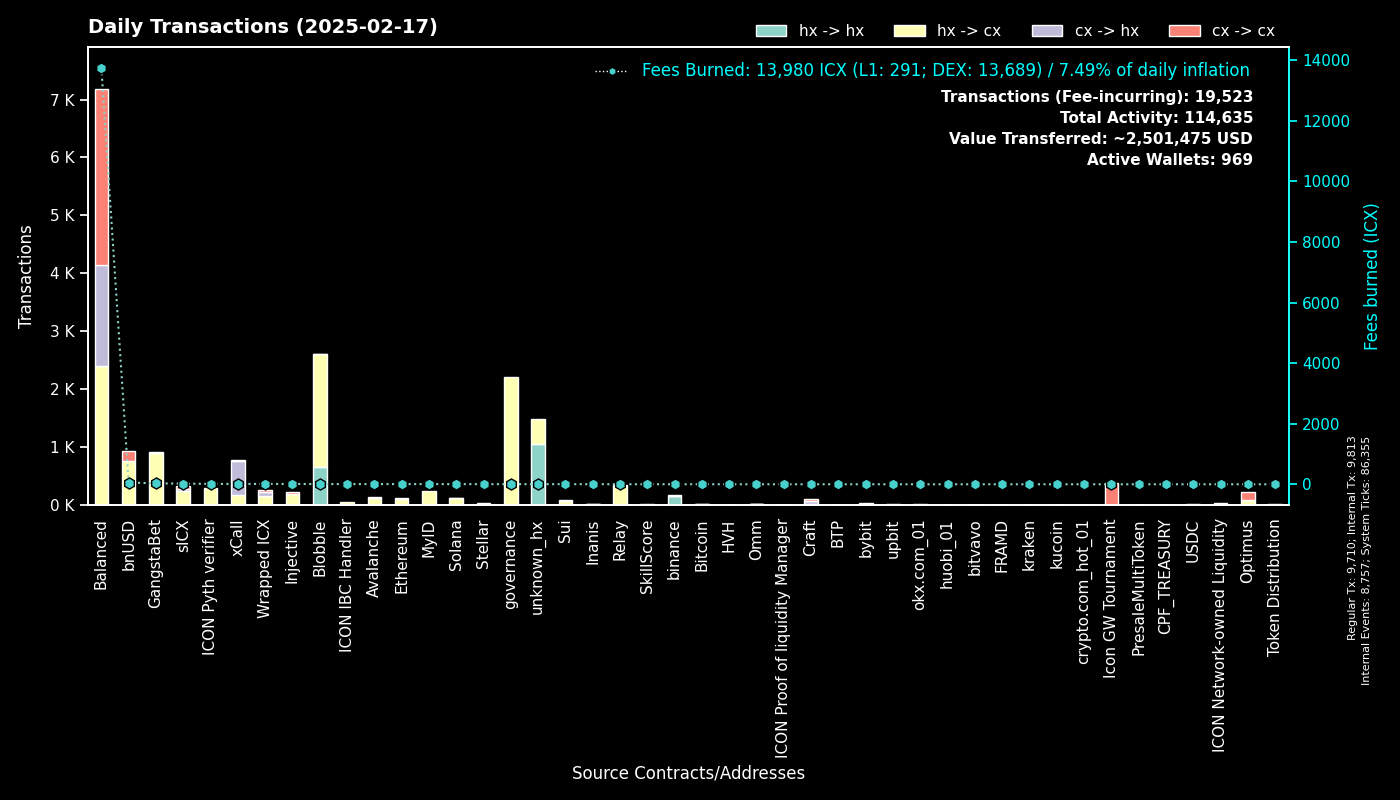 Daily Transactions (2025-02-17)
hx -> hx
hx -> cx
cx -> hx
cx -> cx
Fees Burned: 13,980 ICX (L1: 291; DEX: 13,689) / 7.49% of daily inflation
Transactions (Fee-incurring): 19,523
Total Activity: 114,635
Value Transferred: ~2,501,475 USD
Active Wallets: 969
Transactions
7 K
6 K
5 K
4 K
3 K
2 K
1 K
0 K
14000
12000
10000
8000
6000
4000
2000
0
Fees burned (ICX)
Regular Tx: 9,710; Internal Tx: 9,813
Internal Events: 8,757; System Ticks: 86,355
Balanced
bnUSD
GangstaBet
sICX
ICON Pyth verifier
xCall
Wrapped ICX
Injective
Blobble
ICON IBC Handler
Avalanche
Ethereum
MyID
Solana
Stellar
governance
unknown_hx
Sui
Inanis
Relay
SkillScore
binance
Bitcoin
HVH
Omm
ICON Proof of liquidity Manager
Craft
BTP
bybit
upbit
okx.com_01
huobi_01
bitvavo
FRAMD
kraken
kucoin
crypto.com_hot_01
Icon GW Tournament
PresaleMultiToken
CPF_TREASURY
USDC
ICON Network-owned Liquidity
Optimus
Token Distribution
Source Contracts/Addresses